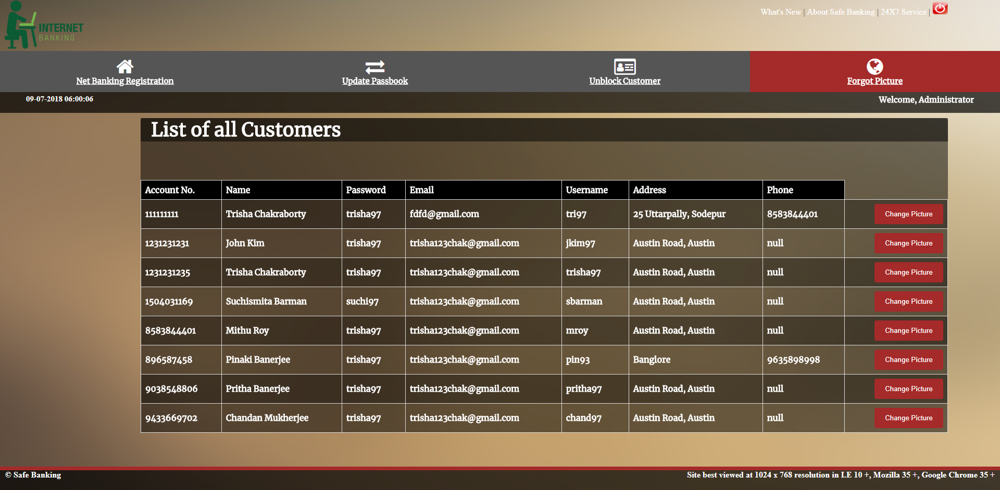 INTERNET
BANKING
What's New | About Safe Banking | 24X7 Service |
Net Banking Registration
Update Passbook
Unblock Customer
Forgot Picture
09-07-2018 06:00:06
Welcome, Administrator
List of all Customers
Account No. Name Password Email Username Address Phone
111111111 Trisha Chakraborty trisha97 fdfd@gmail.com tri97 25 Uttarpally, Sodepur 8583844401 Change Picture
1231231231 John Kim trisha97 trisha123chak@gmail.com jkim97 Austin Road, Austin null Change Picture
1231231235 Trisha Chakraborty trisha97 trisha123chak@gmail.com trisha97 Austin Road, Austin null Change Picture
1504031169 Suchismita Barman suchi97 trisha123chak@gmail.com sbarman Austin Road, Austin null Change Picture
8583844401 Mithu Roy trisha97 trisha123chak@gmail.com mroy Austin Road, Austin null Change Picture
896587458 Pinaki Banerjee trisha97 trisha123chak@gmail.com pin93 Banglore 9635898998 Change Picture
9038548806 Pritha Banerjee trisha97 trisha123chak@gmail.com pritha97 Austin Road, Austin null Change Picture
9433669702 Chandan Mukherjee trisha97 trisha123chak@gmail.com chand97 Austin Road, Austin null Change Picture
© Safe Banking
Site best viewed at 1024 x 768 resolution in I.E 10 +, Mozilla 35 +, Google Chrome 35 +